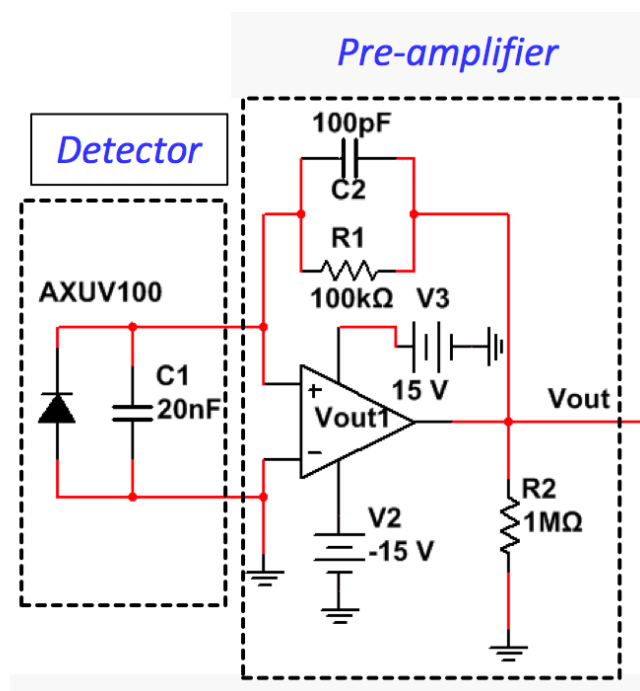 Pre-amplifier
Detector
100pF
C2
R1
100kΩ
AXUV100
C1
20nF
V3
15 V
+
Vout1
−
Vout
V2
-15 V
R2
1MΩ